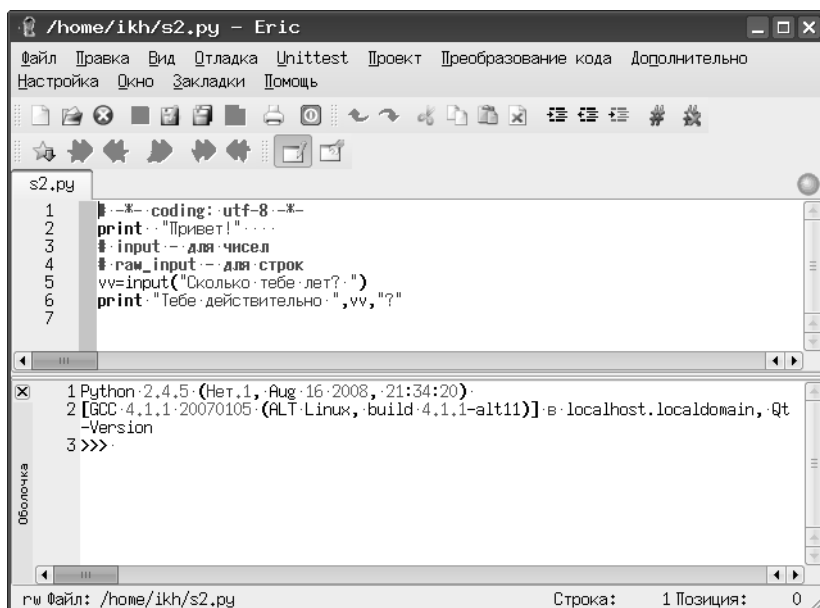 /home/ikh/s2.py - Eric
Файл Правка Вид Отладка Unittest Проект Преобразование кода Дополнительно
Настройка Окно Закладки Помощь
s2.py
1 # -*- coding: utf-8 -*-
2 print "Привет!"
3 # input - для чисел
4 # raw_input - для строк
5 vv=input("Сколько тебе лет? ")
6 print "Тебе действительно ",vv,"?"
7
1 Python 2.4.5 (Нет.1, Aug 16 2008, 21:34:20)
2 [GCC 4.1.1 20070105 (ALT Linux, build 4.1.1-alt11)] в localhost.localdomain, Qt
-Version
3 >>>
Оболочка
rw Файл: /home/ikh/s2.py Строка: 1 Позиция: 0